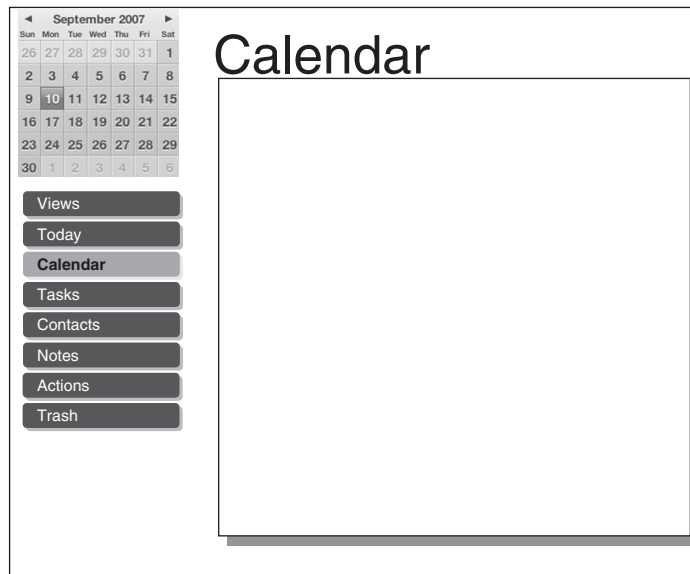 ◄ September 2007 ►
Sun Mon Tue Wed Thu Fri Sat
26 27 28 29 30 31 1
2 3 4 5 6 7 8
9 10 11 12 13 14 15
16 17 18 19 20 21 22
23 24 25 26 27 28 29
30 1 2 3 4 5 6
Views
Today
Calendar
Tasks
Contacts
Notes
Actions
Trash
Calendar